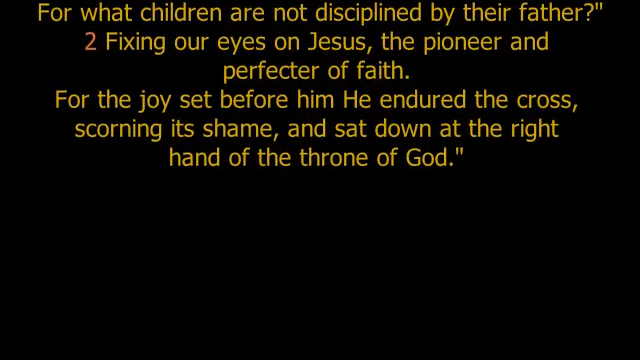 For what children are not disciplined by their father?"
2 Fixing our eyes on Jesus, the pioneer and
perfecter of faith.
For the joy set before him He endured the cross,
scorning its shame, and sat down at the right
hand of the throne of God."